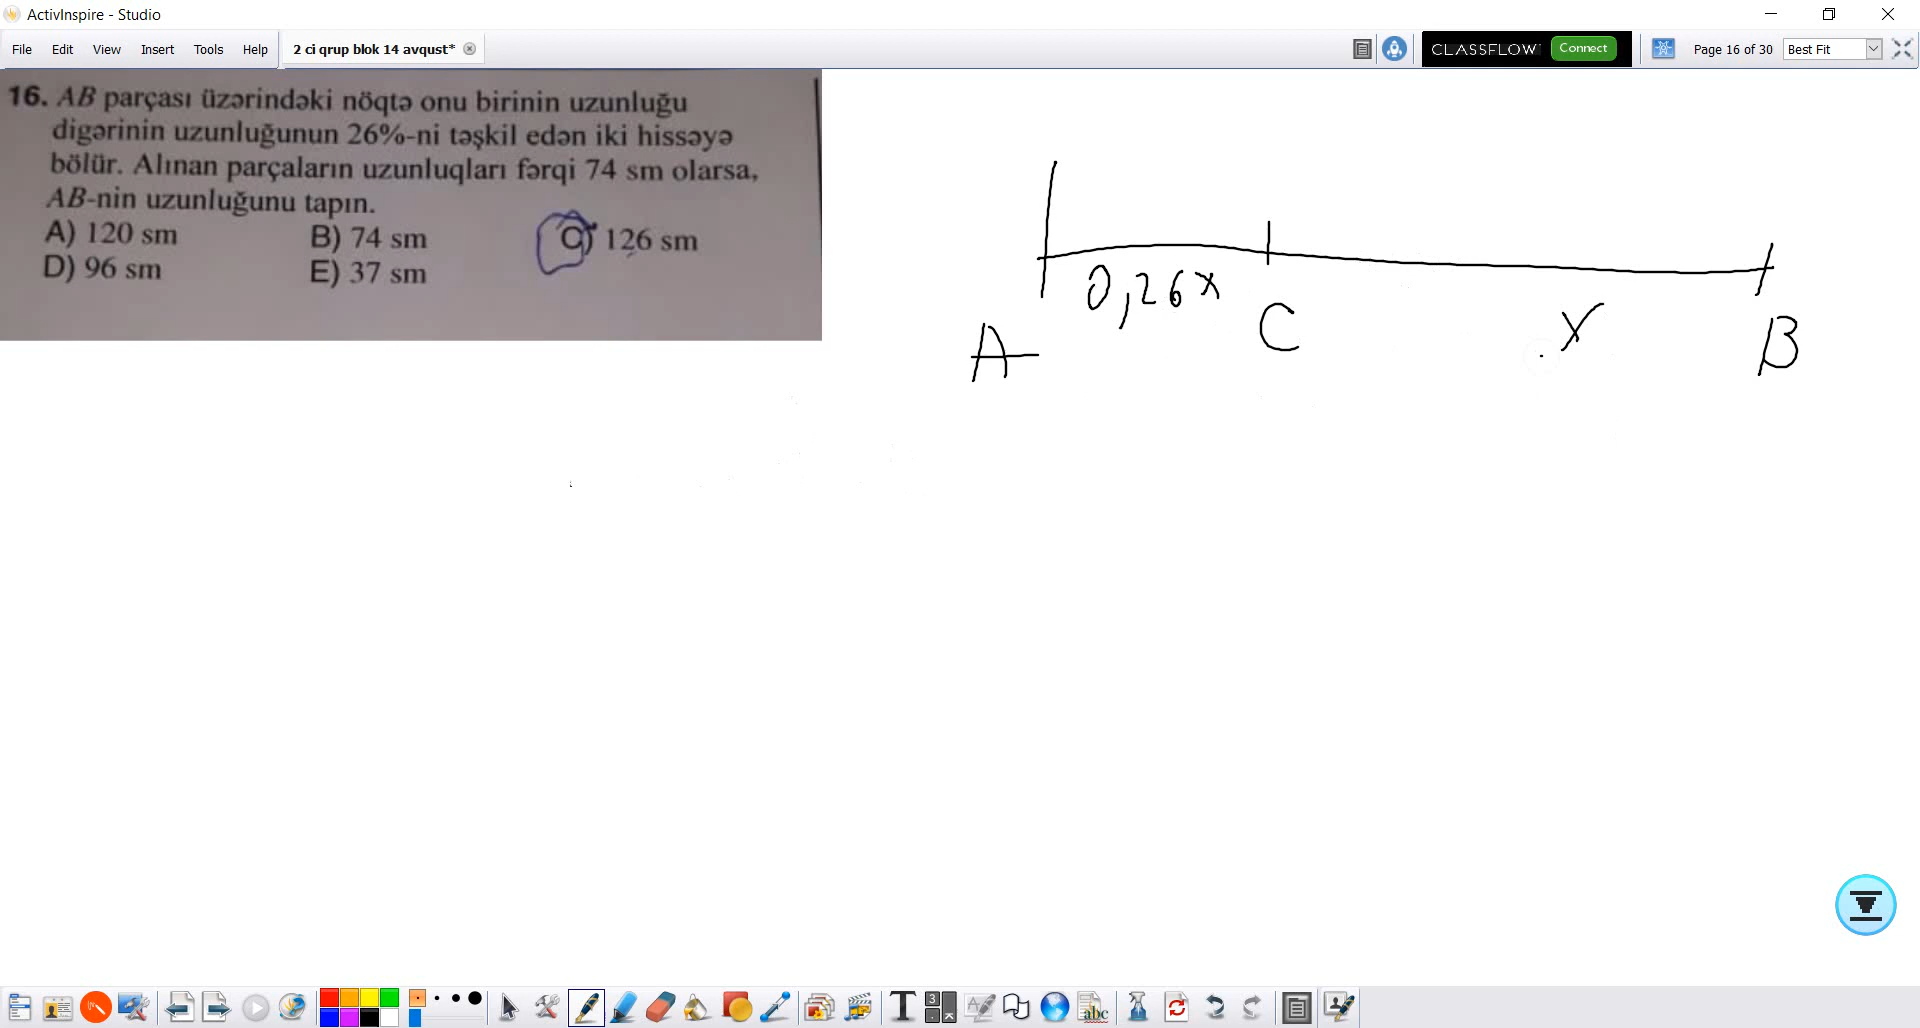 ActivInspire - Studio
File Edit View Insert Tools Help 2 ci qrup blok 14 avqust* CLASSFLOW Connect Page 16 of 30 Best Fit
16. AB parçası üzərindəki nöqtə onu birinin uzunluğu
digərinin uzunluğunun 26%-ni təşkil edən iki hissəyə
bölür. Alınan parçaların uzunluqları fərqi 74 sm olarsa,
AB-nin uzunluğunu tapın.
A) 120 sm B) 74 sm C) 126 sm
D) 96 sm E) 37 sm
0,26x
A C x B